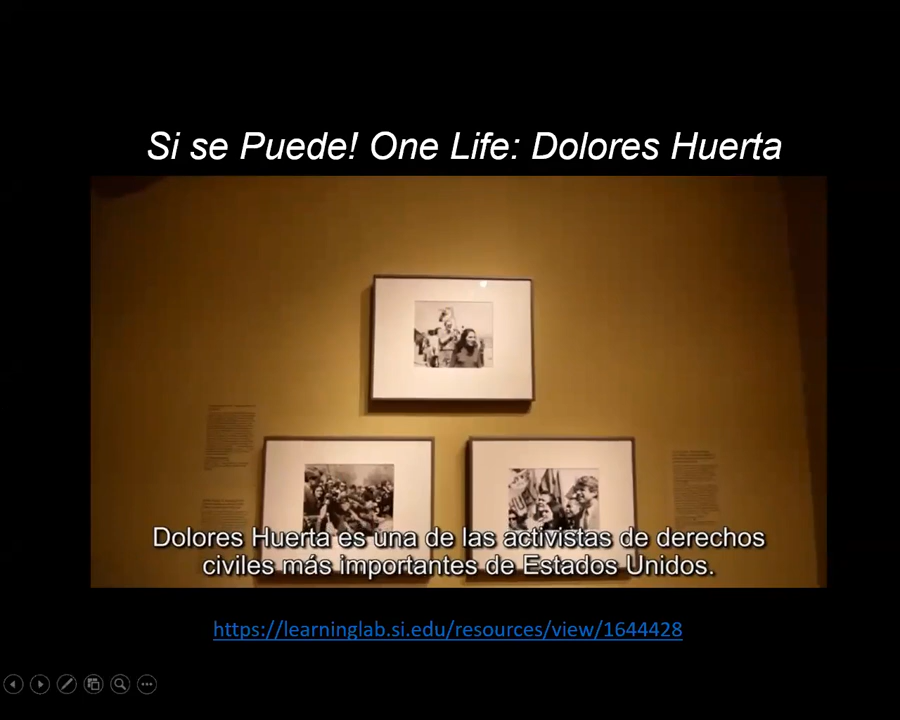 Si se Puede! One Life: Dolores Huerta
Dolores Huerta es una de las activistas de derechos
civiles más importantes de Estados Unidos.
https://learninglab.si.edu/resources/view/1644428